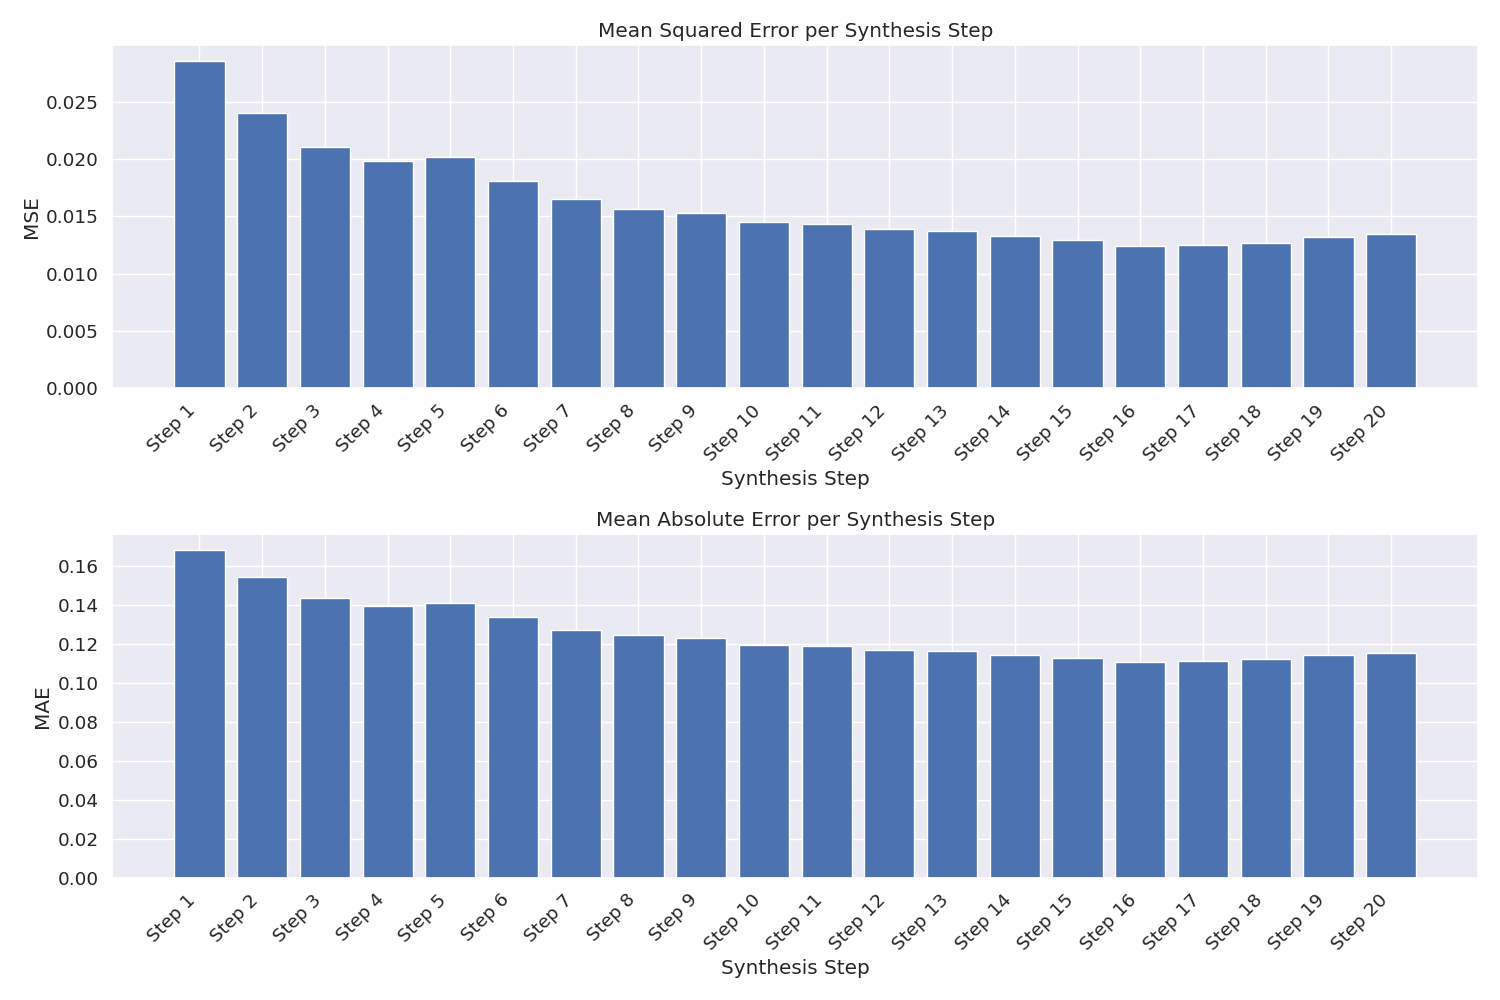 Mean Squared Error per Synthesis Step
MSE
0.025
0.020
0.015
0.010
0.005
0.000
Step 1
Step 2
Step 3
Step 4
Step 5
Step 6
Step 7
Step 8
Step 9
Step 10
Step 11
Step 12
Step 13
Step 14
Step 15
Step 16
Step 17
Step 18
Step 19
Step 20
Synthesis Step
Mean Absolute Error per Synthesis Step
MAE
0.16
0.14
0.12
0.10
0.08
0.06
0.04
0.02
0.00
Step 1
Step 2
Step 3
Step 4
Step 5
Step 6
Step 7
Step 8
Step 9
Step 10
Step 11
Step 12
Step 13
Step 14
Step 15
Step 16
Step 17
Step 18
Step 19
Step 20
Synthesis Step